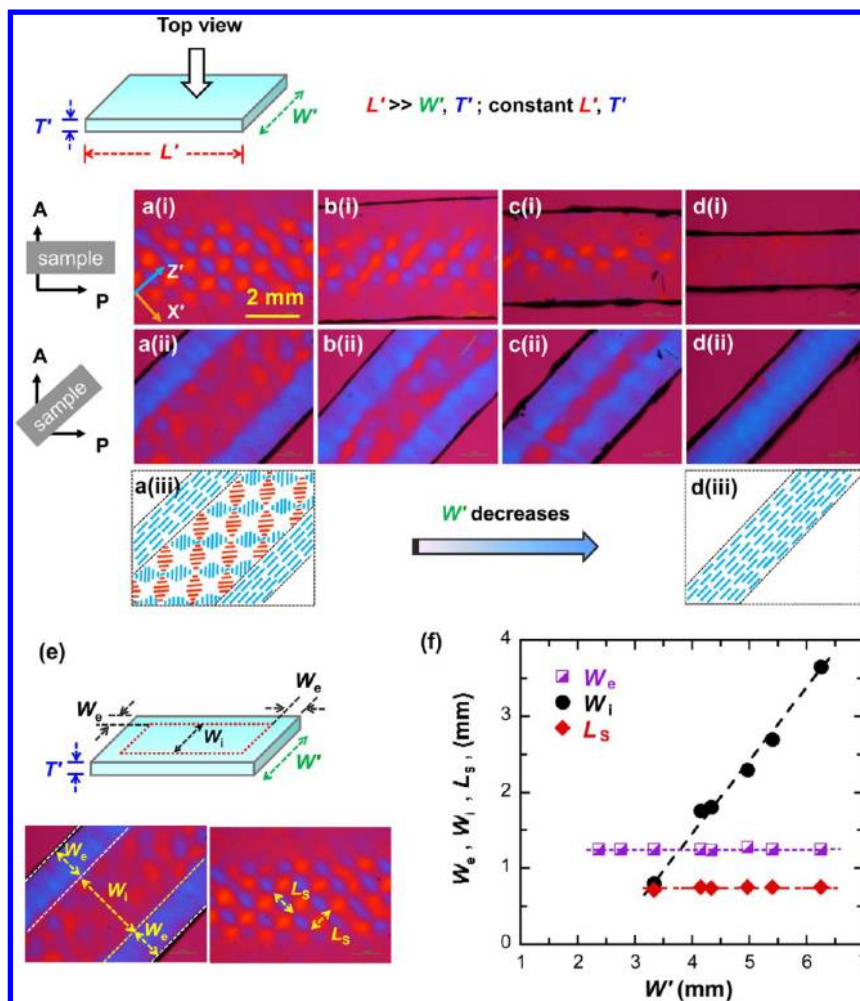 Top view
T'
W'
L'
L' >> W', T' ; constant L', T'
A
sample
P
a(i)
Z'
X'
2 mm
b(i)
c(i)
d(i)
A
sample
P
a(ii)
b(ii)
c(ii)
d(ii)
a(iii)
W' decreases
d(iii)
(e)
We
We
Wi
T'
W'
We
Wi
We
LS
LS
(f)
We , Wi , LS , (mm)
4
3
2
1
0
We
Wi
LS
1 2 3 4 5 6 7
W' (mm)